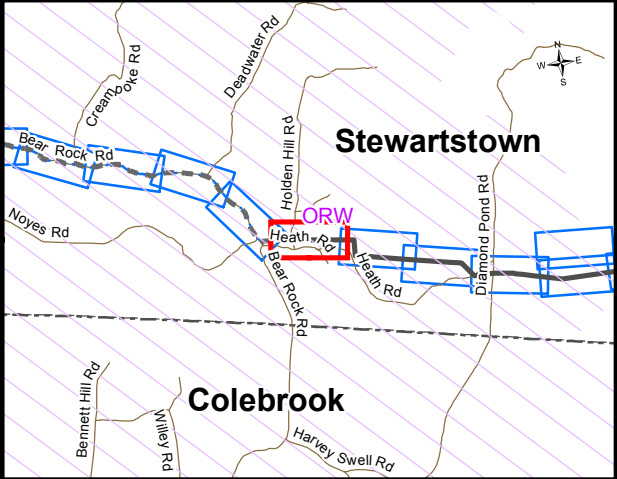 Cream Poke Rd
Deadwater Rd
N
W E
S
Holden Hill Rd
Stewartstown
Bear Rock Rd
Diamond Pond Rd
Noyes Rd
ORW
Heath Rd
Heath Rd
Bear Rock Rd
Bennett Hill Rd
Colebrook
Willey Rd
Harvey Swell Rd